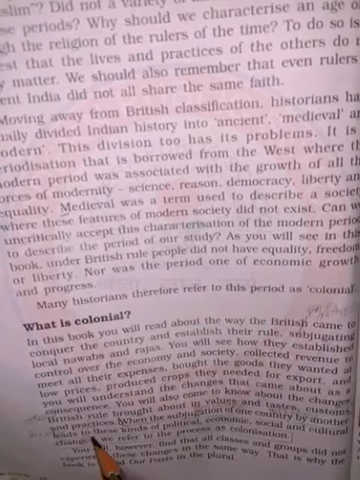 slim"? Did not a variety of
se periods? Why should we characterise an age
gh the religion of the rulers of the time? To do so is
est that the lives and practices of the others do
y matter. We should also remember that even rulers
ent India did not all share the same faith.
Moving away from British classification, historians ha
ually divided Indian history into 'ancient', 'medieval' an
odern'. This division too has its problems. It is
eriodisation that is borrowed from the West where th
odern period was associated with the growth of all th
orces of modernity – science, reason, democracy, liberty an
equality. Medieval was a term used to describe a societ
where these features of modern society did not exist. Can w
uncritically accept this characterisation of the modern perio
to describe the period of our study? As you will see in this
book, under British rule people did not have equality, freedom
or liberty. Nor was the period one of economic growth
and progress.
Many historians therefore refer to this period as 'colonial'
What is colonial?
In this book you will read about the way the British came to
conquer the country and establish their rule, subjugating
local nawabs and rajas. You will see how they established
control over the economy and society, collected revenue to
meet all their expenses, bought the goods they wanted at
low prices, produced crops they needed for export, and
you will understand the changes that came about as a
consequence. You will also come to know about the changes
British rule brought about in values and tastes, customs
and practices. When the subjugation of one country by another
leads to these kinds of political, economic, social and cultural
changes, we refer to the process as colonisation.
You however, find that all classes and groups did not
these changes in the same way. That is why the
book is Our Pasts in the plural.